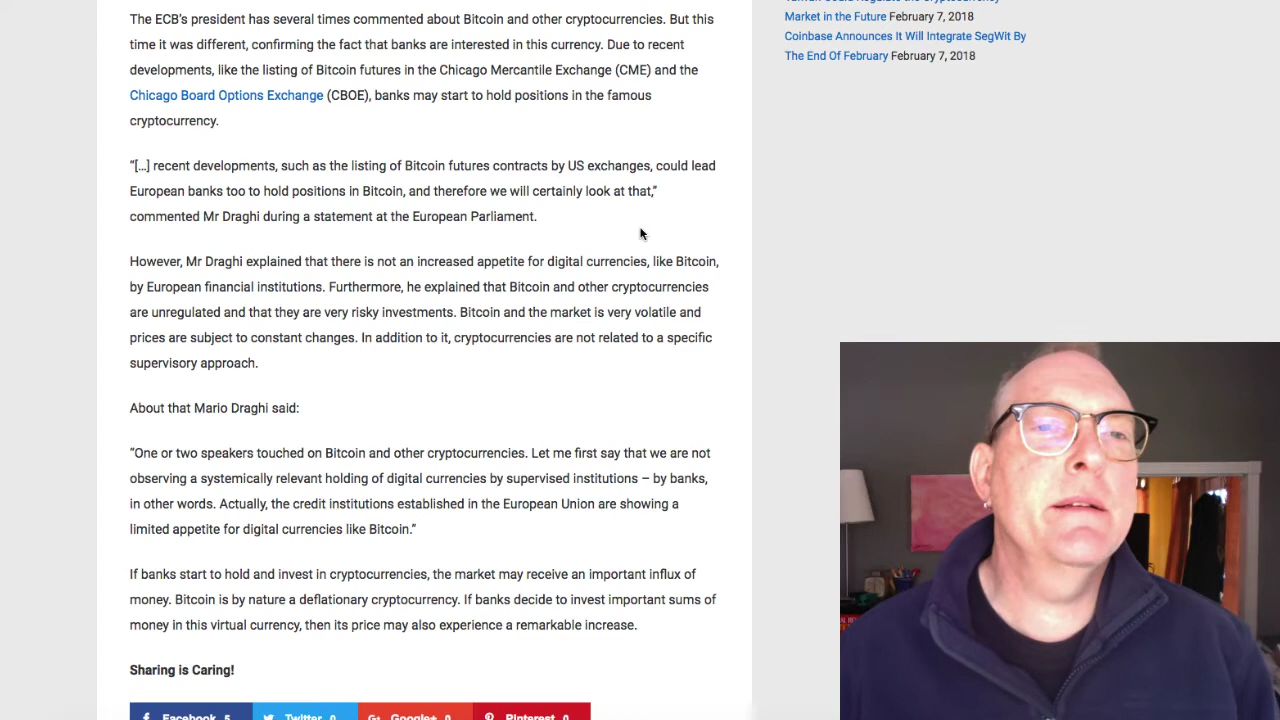 The ECB's president has several times commented about Bitcoin and other cryptocurrencies. But this
time it was different, confirming the fact that banks are interested in this currency. Due to recent
developments, like the listing of Bitcoin futures in the Chicago Mercantile Exchange (CME) and the
Chicago Board Options Exchange (CBOE), banks may start to hold positions in the famous
cryptocurrency.
“[…] recent developments, such as the listing of Bitcoin futures contracts by US exchanges, could lead
European banks too to hold positions in Bitcoin, and therefore we will certainly look at that,”
commented Mr Draghi during a statement at the European Parliament.
However, Mr Draghi explained that there is not an increased appetite for digital currencies, like Bitcoin,
by European financial institutions. Furthermore, he explained that Bitcoin and other cryptocurrencies
are unregulated and that they are very risky investments. Bitcoin and the market is very volatile and
prices are subject to constant changes. In addition to it, cryptocurrencies are not related to a specific
supervisory approach.
About that Mario Draghi said:
“One or two speakers touched on Bitcoin and other cryptocurrencies. Let me first say that we are not
observing a systemically relevant holding of digital currencies by supervised institutions – by banks,
in other words. Actually, the credit institutions established in the European Union are showing a
limited appetite for digital currencies like Bitcoin.”
If banks start to hold and invest in cryptocurrencies, the market may receive an important influx of
money. Bitcoin is by nature a deflationary cryptocurrency. If banks decide to invest important sums of
money in this virtual currency, then its price may also experience a remarkable increase.
Sharing is Caring!
Facebook 5
Twitter 0
Google+ 0
Pinterest 0
Market in the Future February 7, 2018
Coinbase Announces It Will Integrate SegWit By
The End Of February February 7, 2018